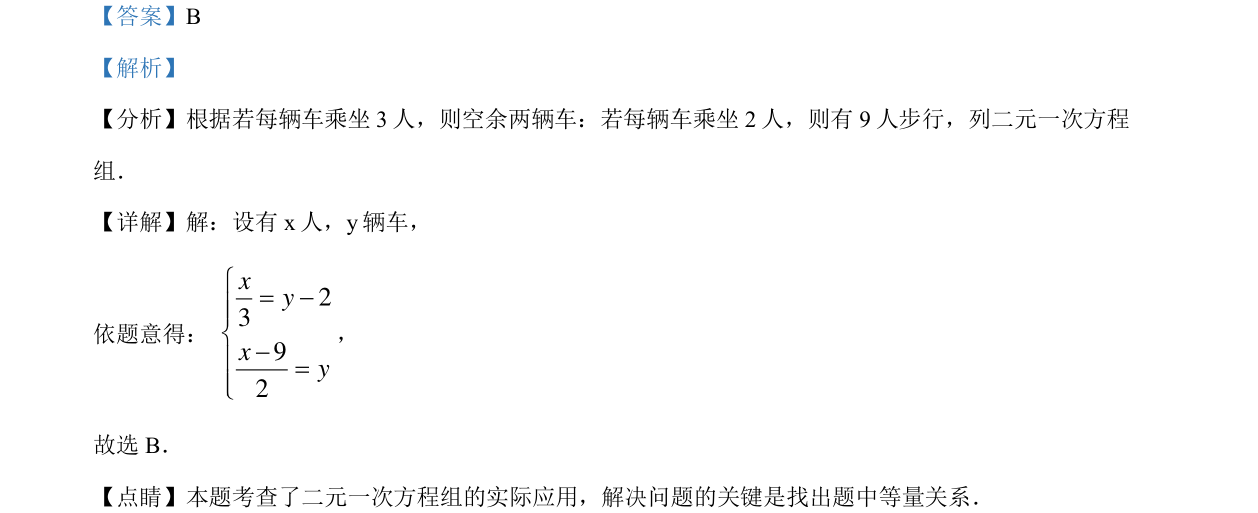 【答案】B
【解析】
【分析】根据若每辆车乘坐 3 人，则空余两辆车：若每辆车乘坐 2 人，则有 9 人步行，列二元一次方程
组．
【详解】解：设有 x 人，y 辆车，
依题意得：{x/3 = y−2
(x−9)/2 = y，
故选 B．
【点睛】本题考查了二元一次方程组的实际应用，解决问题的关键是找出题中等量关系．